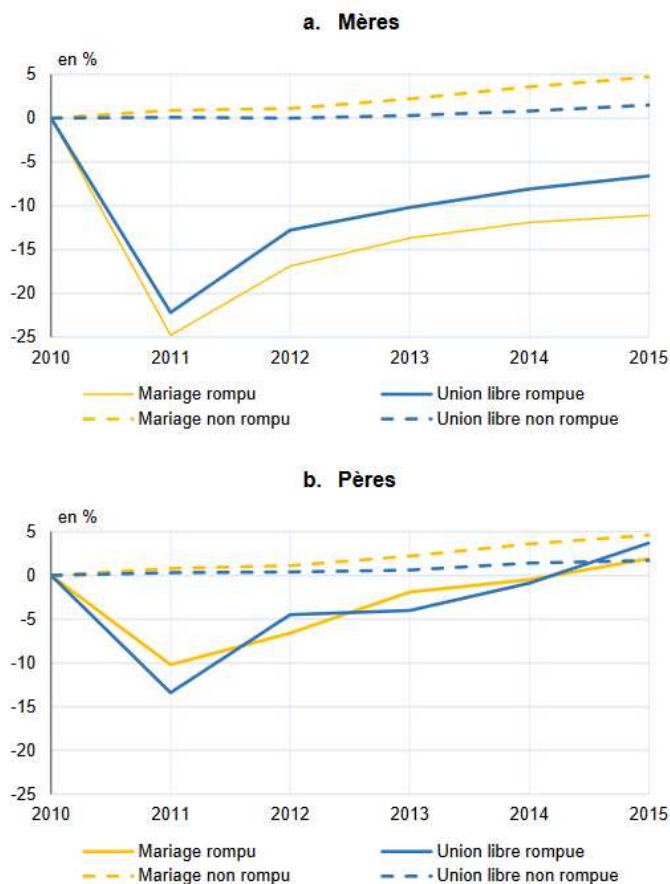 a. Mères
en %
5
0
-5
-10
-15
-20
-25
2010 2011 2012 2013 2014 2015
Mariage rompu Union libre rompue
Mariage non rompu Union libre non rompue
b. Pères
en %
5
0
-5
-10
-15
-20
-25
2010 2011 2012 2013 2014 2015
Mariage rompu Union libre rompue
Mariage non rompu Union libre non rompue